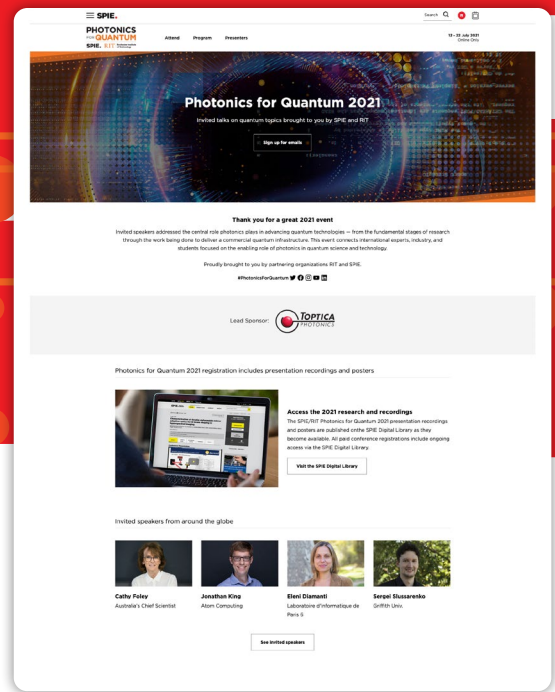 SPIE.
Search
PHOTONICS
FOR QUANTUM
SPIE. RIT
Attend Program Presenters
Online Only
Photonics for Quantum 2021
Invited talks on quantum topics brought to you by SPIE and RIT
Sign up for emails
Thank you for a great 2021 event
Invited speakers addressed the central role photonics plays in advancing quantum technologies — from the fundamental stages of research
through the work being done to deliver a commercial quantum infrastructure. This event connects international experts, industry, and
students focused on the enabling role of photonics in quantum science and technology.
Proudly brought to you by partnering organizations RIT and SPIE.
#PhotonicsForQuantum
Lead Sponsor:
TOPTICA
PHOTONICS
Photonics for Quantum 2021 registration includes presentation recordings and posters
Access the 2021 research and recordings
The SPIE/RIT Photonics for Quantum 2021 presentation recordings
and posters are published onthe SPIE Digital Library as they
become available. All paid conference registrations include ongoing
access via the SPIE Digital Library.
Visit the SPIE Digital Library
Invited speakers from around the globe
Cathy Foley
Australia's Chief Scientist
Jonathan King
Atom Computing
Eleni Diamanti
Laboratoire d'Informatique de
Paris 6
Sergei Slussarenko
Griffith Univ.
See invited speakers